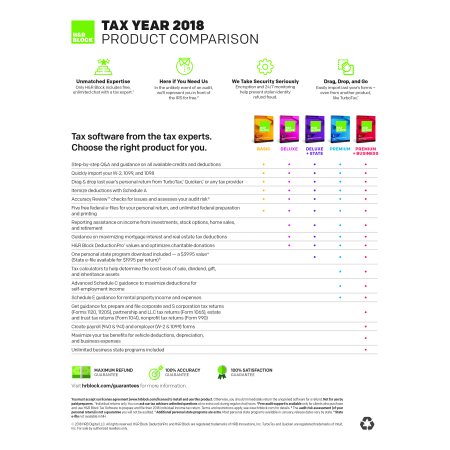 H&R
BLOCK
TAX YEAR 2018
PRODUCT COMPARISON
Unmatched Expertise
Only H&R Block includes free,
unlimited chat with a tax expert.
Here if You Need Us
In the unlikely event of an audit,
we'll represent you in front of
the IRS for free.
We Take Security Seriously
Encryption and 24/7 monitoring
help prevent stolen-identity
refund fraud.
Drag, Drop, and Go
Easily import last year's forms –
even from another product,
like TurboTax.
Tax software from the tax experts.
Choose the right product for you.
BASIC
DELUXE
DELUXE
+ STATE
PREMIUM
PREMIUM
+ BUSINESS
Step-by-step Q&A and guidance on all available credits and deductions
Quickly import your W-2, 1099, and 1098
Drag & drop last year's personal return from TurboTax, Quicken, or any tax provider
Itemize deductions with Schedule A
Accuracy Review™ checks for issues and assesses your audit risk
Five free federal e-files for your personal return, and unlimited federal preparation
and printing
Reporting assistance on income from investments, stock options, home sales,
and retirement
Guidance on maximizing mortgage interest and real estate tax deductions
H&R Block DeductionPro values and optimizes charitable donations
One personal state program download included — a $39.95 value
(State e-file available for $19.95 per return)
Tax calculators to help determine the cost basis of sale, dividend, gift,
and inheritance assets
Advanced Schedule C guidance to maximize deductions for
self-employment income
Schedule E guidance for rental property income and expenses
Get guidance for, prepare and file corporate and S corporation tax returns
(Forms 1120, 1120S), partnership and LLC tax returns (Form 1065), estate
and trust tax returns (Form 1041), nonprofit tax returns (Form 990)
Create payroll (940 & 941) and employer (W-2 & 1099) forms
Maximize your tax benefits for vehicle deductions, depreciation,
and business expenses
Unlimited business state programs included
MAXIMUM REFUND
GUARANTEE
100% ACCURACY
GUARANTEE
100% SATISFACTION
GUARANTEE
Visit hrblock.com/guarantees for more information.